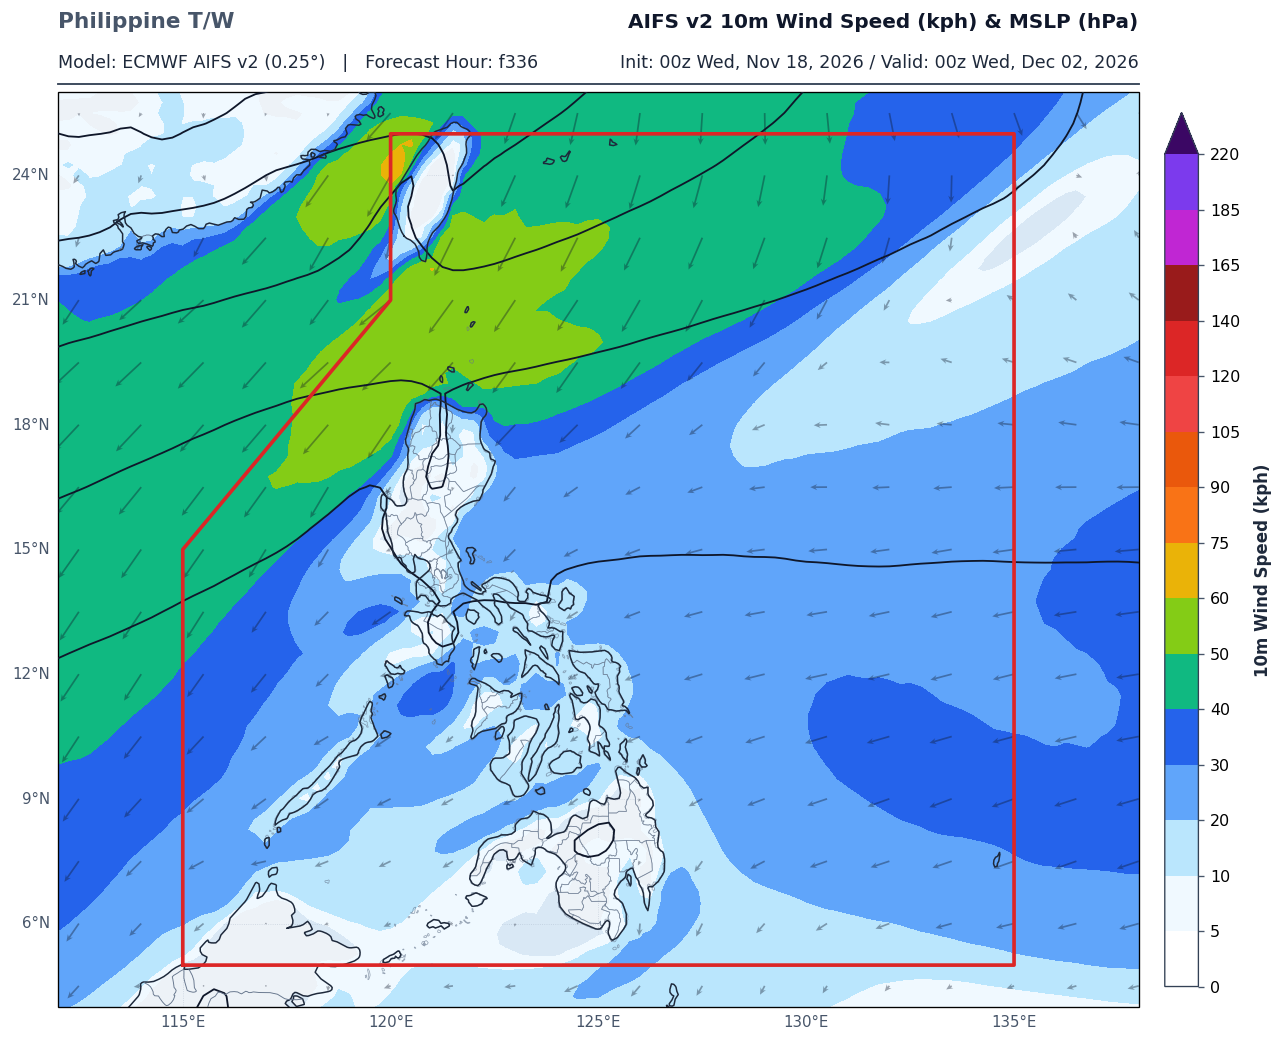 Philippine T/W
AIFS v2 10m Wind Speed (kph) & MSLP (hPa)
Model: ECMWF AIFS v2 (0.25°) | Forecast Hour: f336
Init: 00z Wed, Nov 18, 2026 / Valid: 00z Wed, Dec 02, 2026
24°N
21°N
18°N
15°N
12°N
9°N
6°N
115°E
120°E
125°E
130°E
135°E
220
185
165
140
120
105
90
75
60
50
40
30
20
10
5
0
10m Wind Speed (kph)